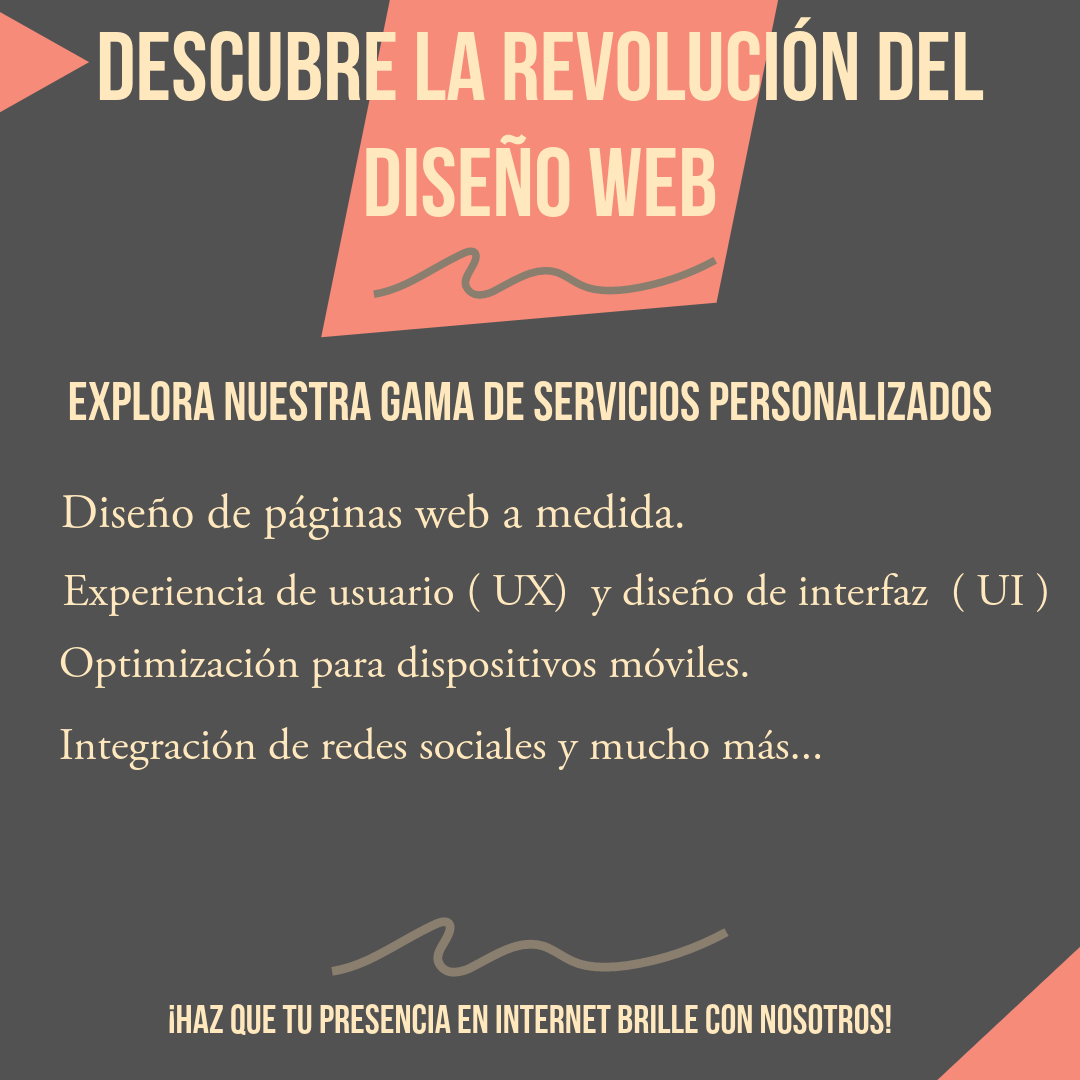 DESCUBRE LA REVOLUCIÓN DEL
DISEÑO WEB
EXPLORA NUESTRA GAMA DE SERVICIOS PERSONALIZADOS
Diseño de páginas web a medida.
Experiencia de usuario ( UX)  y diseño de interfaz  ( UI )
Optimización para dispositivos móviles.
Integración de redes sociales y mucho más...
¡HAZ QUE TU PRESENCIA EN INTERNET BRILLE CON NOSOTROS!